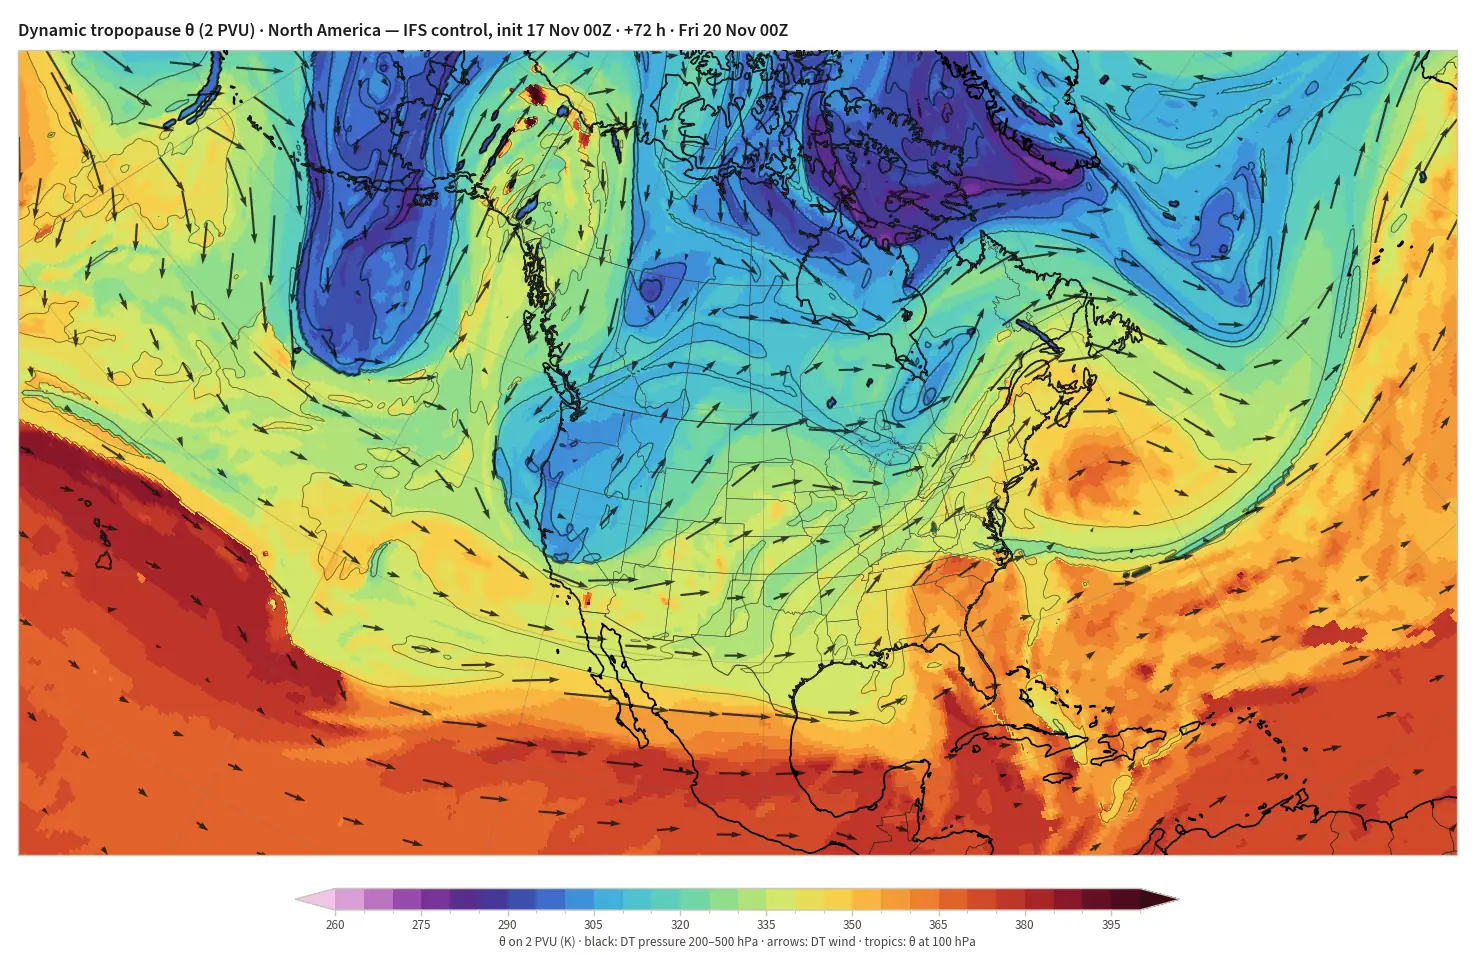 Dynamic tropopause θ (2 PVU) · North America — IFS control, init 17 Nov 00Z · +72 h · Fri 20 Nov 00Z
260 275 290 305 320 335 350 365 380 395
θ on 2 PVU (K) · black: DT pressure 200–500 hPa · arrows: DT wind · tropics: θ at 100 hPa